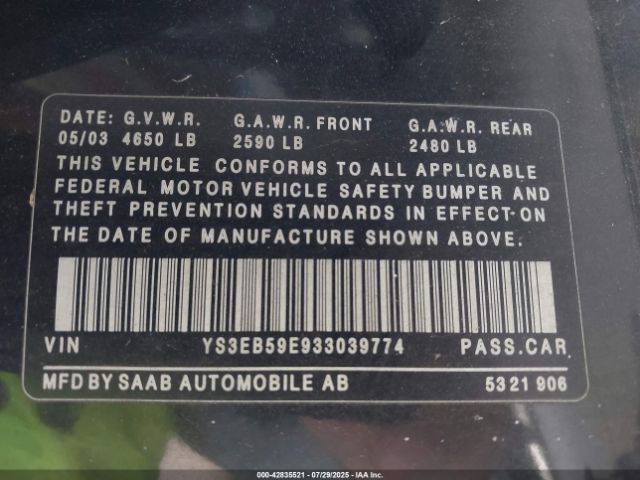 DATE: G.V.W.R. G.A.W.R. FRONT G.A.W.R. REAR
05/03 4650 LB 2590 LB 2480 LB
THIS VEHICLE CONFORMS TO ALL APPLICABLE
FEDERAL MOTOR VEHICLE SAFETY BUMPER AND
THEFT PREVENTION STANDARDS IN EFFECT ON
THE DATE OF MANUFACTURE SHOWN ABOVE.
VIN YS3EB59E933039774 PASS.CAR
MFD BY SAAB AUTOMOBILE AB 5321906
000-42835521 | 07/29/2025 | IAA Inc.